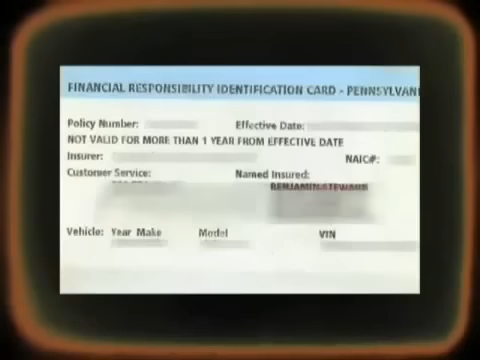 FINANCIAL RESPONSIBILITY IDENTIFICATION CARD - PENNSYLVAN
Policy Number: Effective Date:
NOT VALID FOR MORE THAN 1 YEAR FROM EFFECTIVE DATE
Insurer: NAIC#:
Customer Service: Named Insured:
Vehicle: Year Make Model VIN